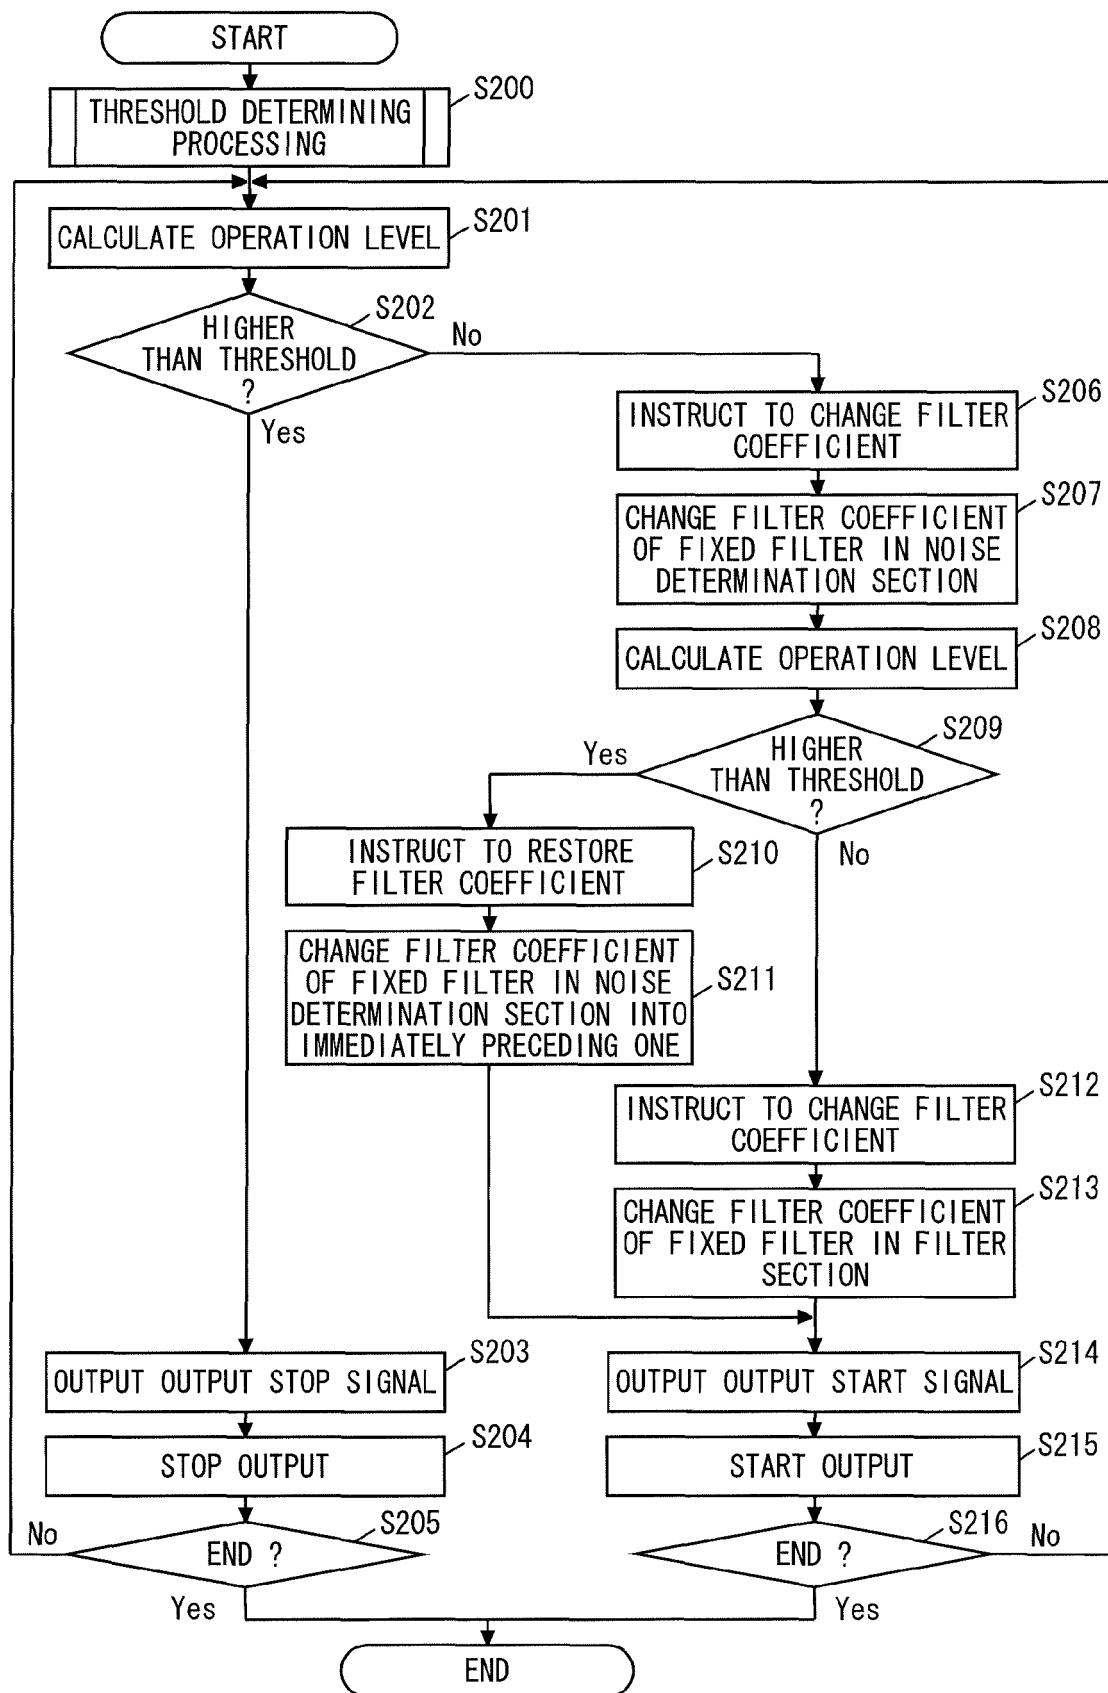 START
THRESHOLD DETERMINING
PROCESSING
S200
CALCULATE OPERATION LEVEL
S201
HIGHER
THAN THRESHOLD
?
S202
No
Yes
INSTRUCT TO CHANGE FILTER
COEFFICIENT
S206
CHANGE FILTER COEFFICIENT
OF FIXED FILTER IN NOISE
DETERMINATION SECTION
S207
CALCULATE OPERATION LEVEL
S208
HIGHER
THAN THRESHOLD
?
S209
Yes
No
INSTRUCT TO RESTORE
FILTER COEFFICIENT
S210
CHANGE FILTER COEFFICIENT
OF FIXED FILTER IN NOISE
DETERMINATION SECTION INTO
IMMEDIATELY PRECEDING ONE
S211
INSTRUCT TO CHANGE FILTER
COEFFICIENT
S212
CHANGE FILTER COEFFICIENT
OF FIXED FILTER IN FILTER
SECTION
S213
OUTPUT OUTPUT STOP SIGNAL
S203
STOP OUTPUT
S204
END ?
S205
No
Yes
OUTPUT OUTPUT START SIGNAL
S214
START OUTPUT
S215
END ?
S216
No
Yes
END